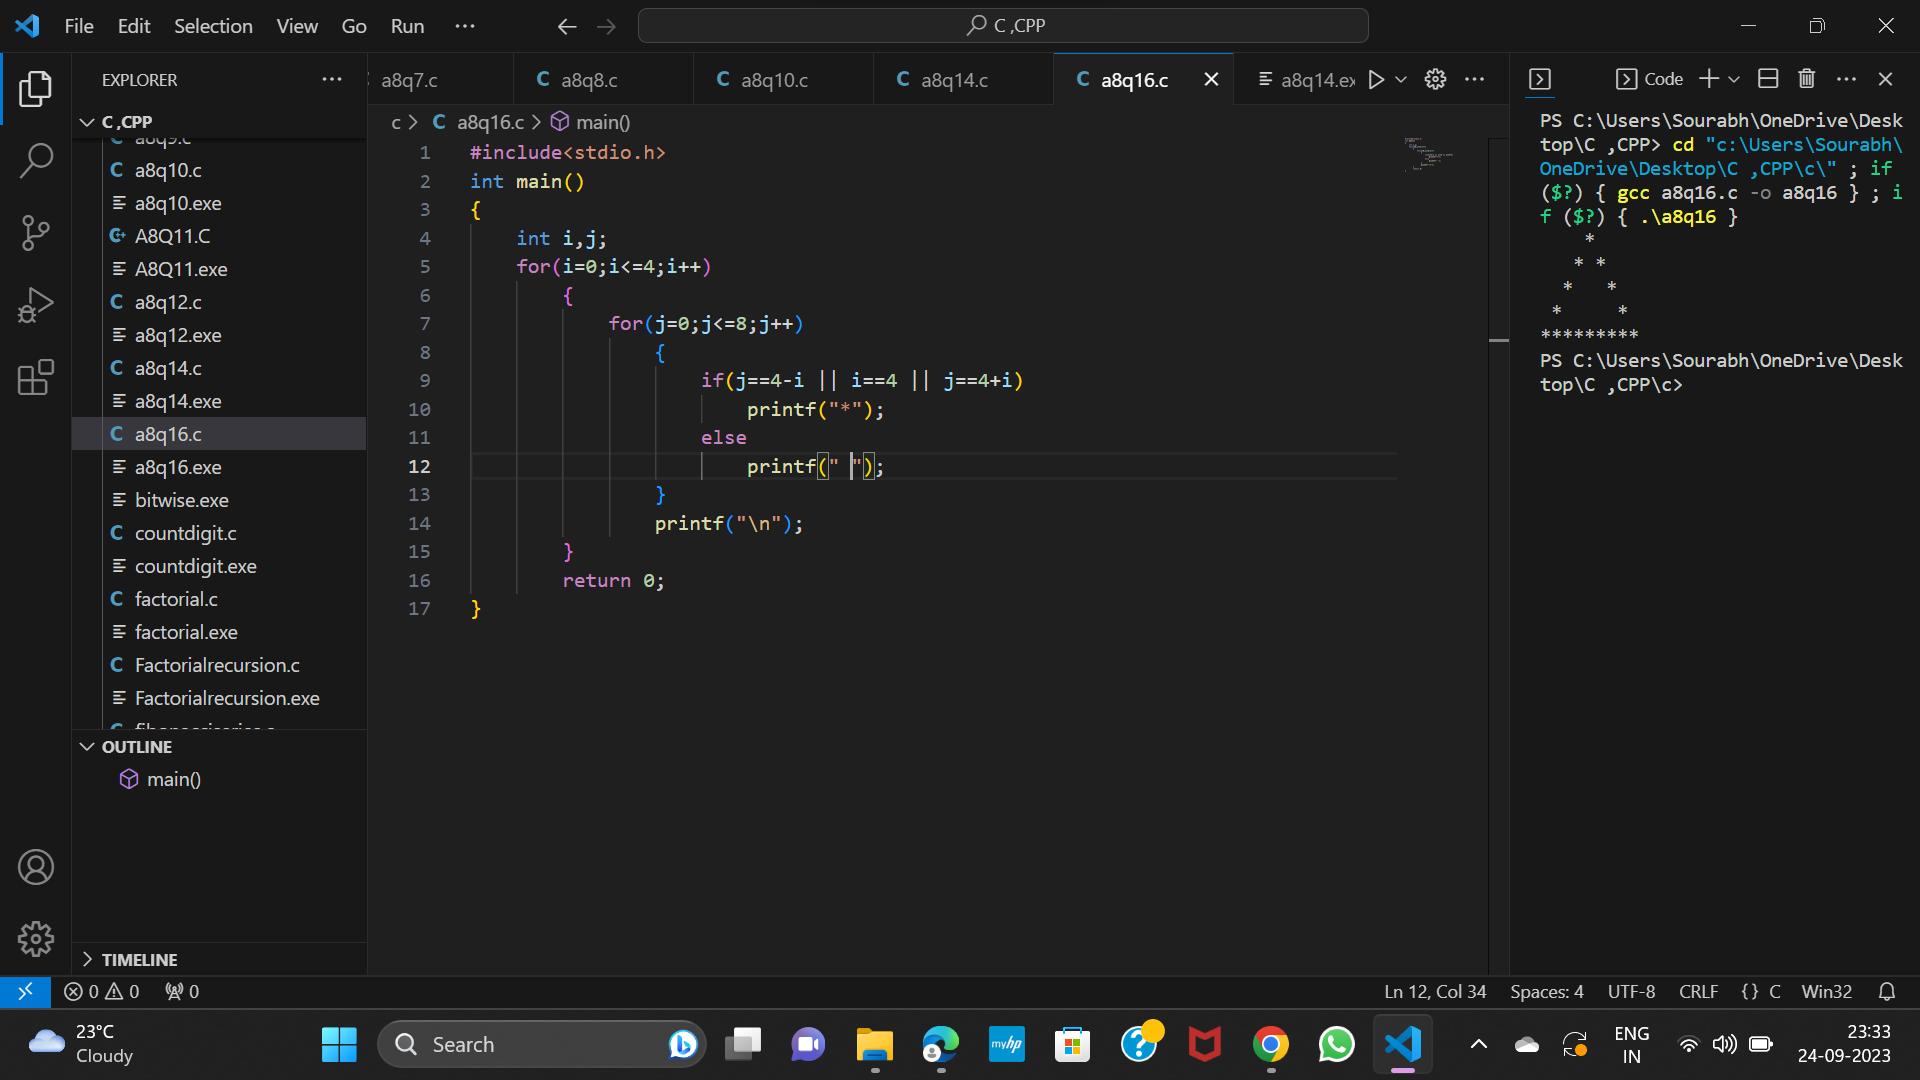 File Edit Selection View Go Run ···
C ,CPP
EXPLORER
C ,CPP
a8q9.c
a8q10.c
a8q10.exe
A8Q11.C
A8Q11.exe
a8q12.c
a8q12.exe
a8q14.c
a8q14.exe
a8q16.c
a8q16.exe
bitwise.exe
countdigit.c
countdigit.exe
factorial.c
factorial.exe
Factorialrecursion.c
Factorialrecursion.exe
OUTLINE
main()
TIMELINE
a8q7.c C a8q8.c C a8q10.c C a8q14.c C a8q16.c a8q14.ex
c > C a8q16.c > main()
1 #include<stdio.h>
2 int main()
3 {
4     int i,j;
5     for(i=0;i<=4;i++)
6         {
7             for(j=0;j<=8;j++)
8                 {
9                     if(j==4-i || i==4 || j==4+i)
10                         printf("*");
11                     else
12                         printf(" ");
13                 }
14                 printf("\n");
15         }
16         return 0;
17 }
Code
PS C:\Users\Sourabh\OneDrive\Desk
top\C ,CPP> cd "c:\Users\Sourabh\
OneDrive\Desktop\C ,CPP\c\" ; if
($?) { gcc a8q16.c -o a8q16 } ; i
f ($?) { .\a8q16 }
    *
   * *
  *   *
 *     *
*********
PS C:\Users\Sourabh\OneDrive\Desk
top\C ,CPP\c>
0 0 0
Ln 12, Col 34 Spaces: 4 UTF-8 CRLF {} C Win32
23°C
Cloudy
Search
myhp
ENG
IN
23:33
24-09-2023